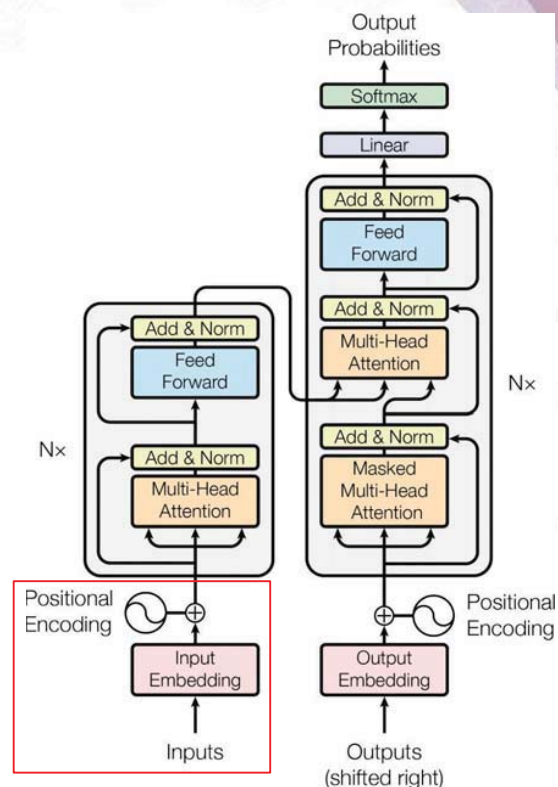 Output
Probabilities
Softmax
Linear
Add & Norm
Feed
Forward
Add & Norm
Multi-Head
Attention
Add & Norm
Masked
Multi-Head
Attention
N×
Add & Norm
Feed
Forward
Add & Norm
Multi-Head
Attention
N×
Positional
Encoding
Input
Embedding
Inputs
Positional
Encoding
Output
Embedding
Outputs
(shifted right)